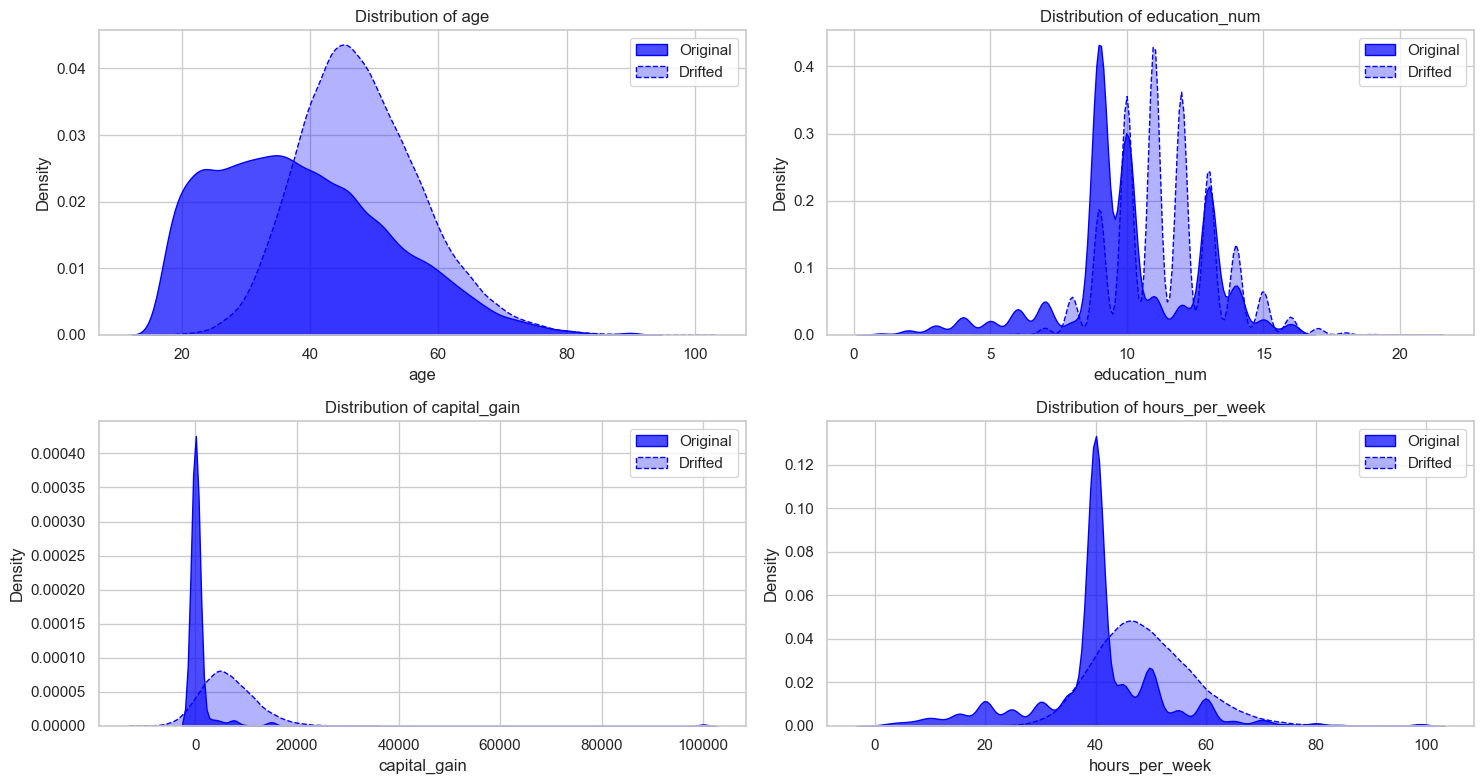 Distribution of age
Original
Drifted
Density
0.04
0.03
0.02
0.01
0.00
20 40 60 80 100
age
Distribution of education_num
Original
Drifted
Density
0.4
0.3
0.2
0.1
0.0
0 5 10 15 20
education_num
Distribution of capital_gain
Original
Drifted
Density
0.00040
0.00035
0.00030
0.00025
0.00020
0.00015
0.00010
0.00005
0.00000
0 20000 40000 60000 80000 100000
capital_gain
Distribution of hours_per_week
Original
Drifted
Density
0.12
0.10
0.08
0.06
0.04
0.02
0.00
0 20 40 60 80 100
hours_per_week